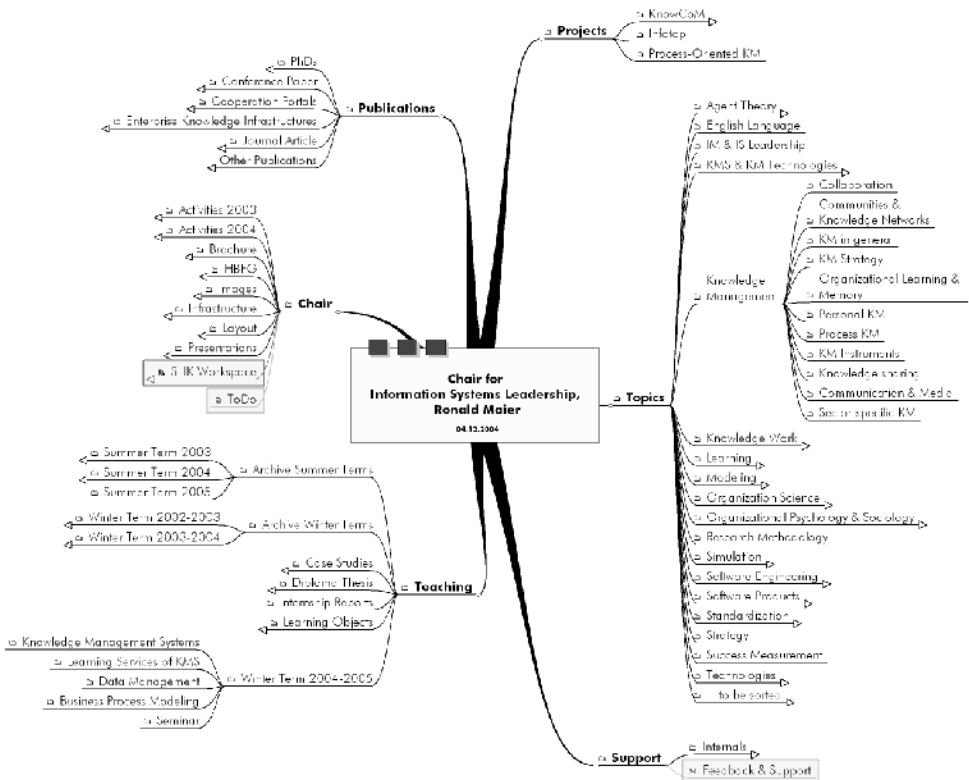 Projects
KnowCoM
Infotop
Process-Oriented KM
Publications
PhDs
Conference Paper
Cooperation Portals
Enterprise Knowledge Infrastructures
Journal Article
Other Publications
Chair
Activities 2003
Activities 2004
Brochure
HBFG
Images
Infrastructure
Layout
Presentations
Workspace
ToDo
Chair for
Information Systems Leadership,
Ronald Maier
04.12.2004
Topics
Agent Theory
English Language
IM & IS Leadership
KMS & KM Technologies
Knowledge
Management
Collaboration
Communities &
Knowledge Networks
KM in general
KM Strategy
Organizational Learning &
Memory
Personal KM
Process KM
KM Instruments
Knowledge sharing
Communication & Media
Sector specific KM
Knowledge Work
Learning
Modeling
Organization Science
Organizational Psychology & Sociology
Research Methodology
Simulation
Software Engineering
Software Products
Standardization
Strategy
Success Measurement
Technologies
... to be sorted
Teaching
Archive Summer Terms
Summer Term 2003
Summer Term 2004
Summer Term 2005
Archive Winter Terms
Winter Term 2002-2003
Winter Term 2003-2004
Case Studies
Diploma Thesis
Internship Reports
Learning Objects
Winter Term 2004-2005
Knowledge Management Systems
Learning Services of KMS
Data Management
Business Process Modeling
Seminar
Support
Internals
Feedback & Support